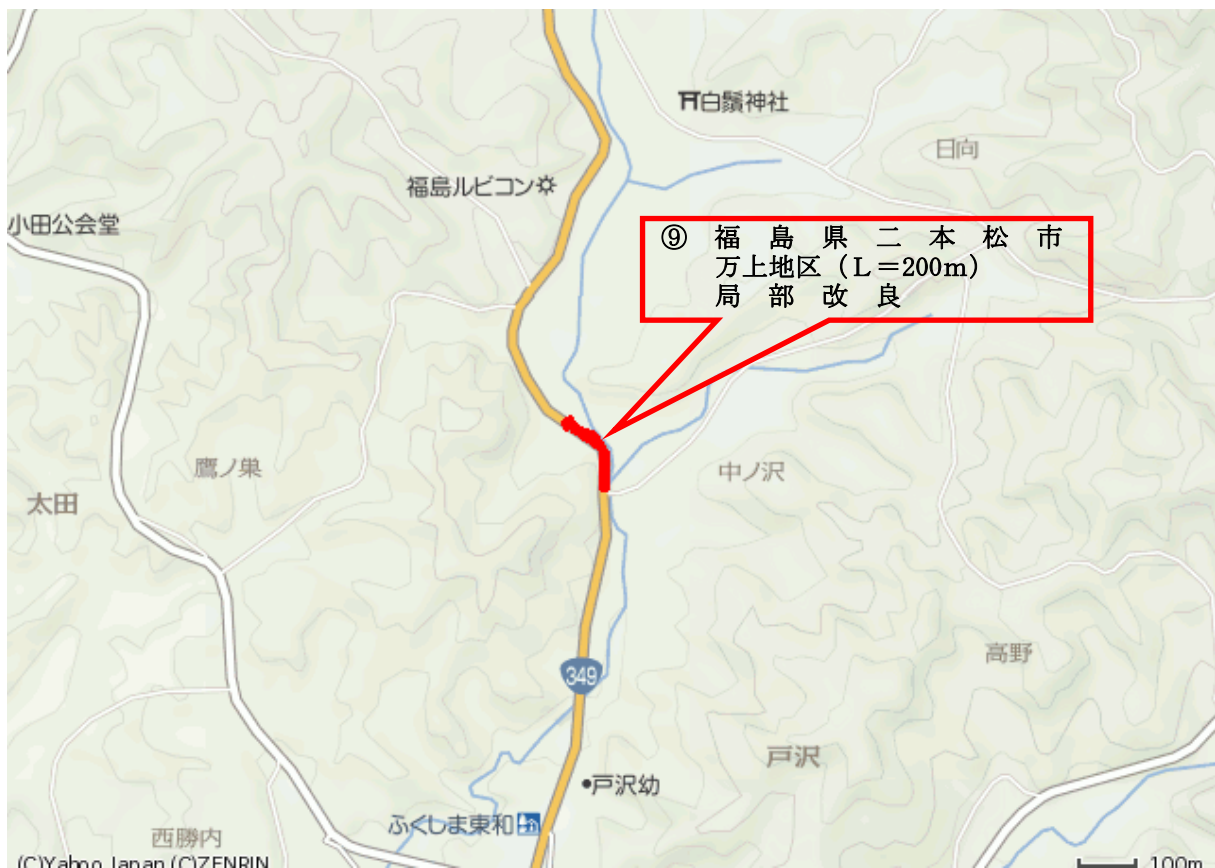 白鬚神社
日向
福島ルビコン
小田公会堂
⑨ 福島県二本松市
万上地区(L=200m)
局部改良
鷹ノ巣
中ノ沢
太田
高野
349
戸沢
戸沢幼
ふくしま東和
西勝内
(C)Yahoo Japan,(C)ZENRIN
100m